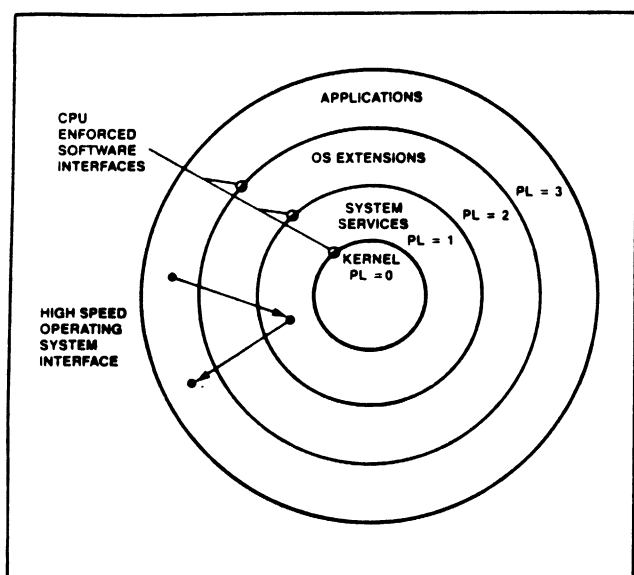 APPLICATIONS
CPU
ENFORCED
SOFTWARE
INTERFACES
OS EXTENSIONS
PL = 3
SYSTEM
SERVICES
PL = 2
PL = 1
KERNEL
PL =0
HIGH SPEED
OPERATING
SYSTEM
INTERFACE